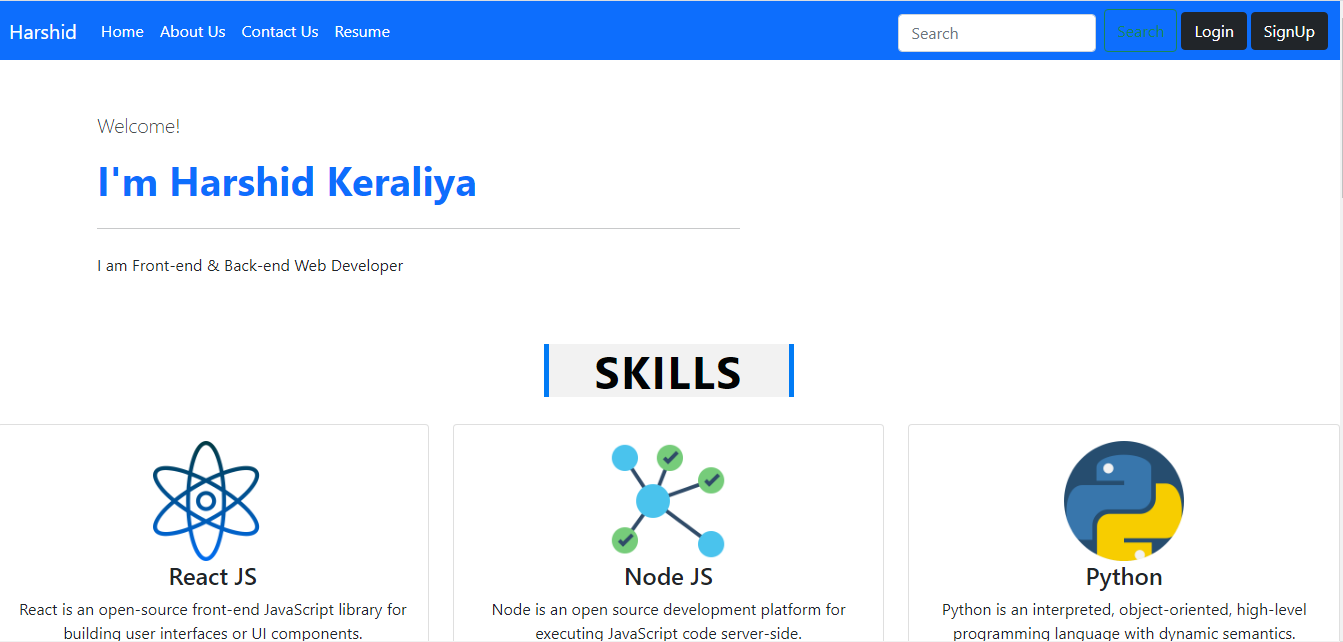 Harshid Home About Us Contact Us Resume Search Search Login SignUp
Welcome!
I'm Harshid Keraliya
I am Front-end & Back-end Web Developer
SKILLS
React JS
React is an open-source front-end JavaScript library for
building user interfaces or UI components.
Node JS
Node is an open source development platform for
executing JavaScript code server-side.
Python
Python is an interpreted, object-oriented, high-level
programming language with dynamic semantics.